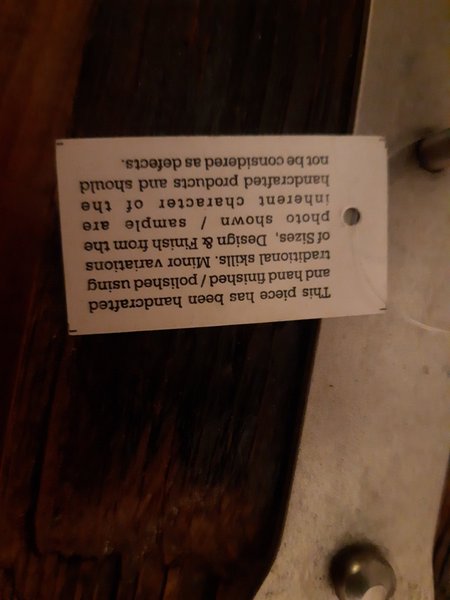 This piece has been handcrafted
and hand finished / polished using
traditional skills. Minor variations
of Sizes, Design & Finish from the
photo shown / sample are
inherent of character of the
handcrafted products and should
not be considered as defects.